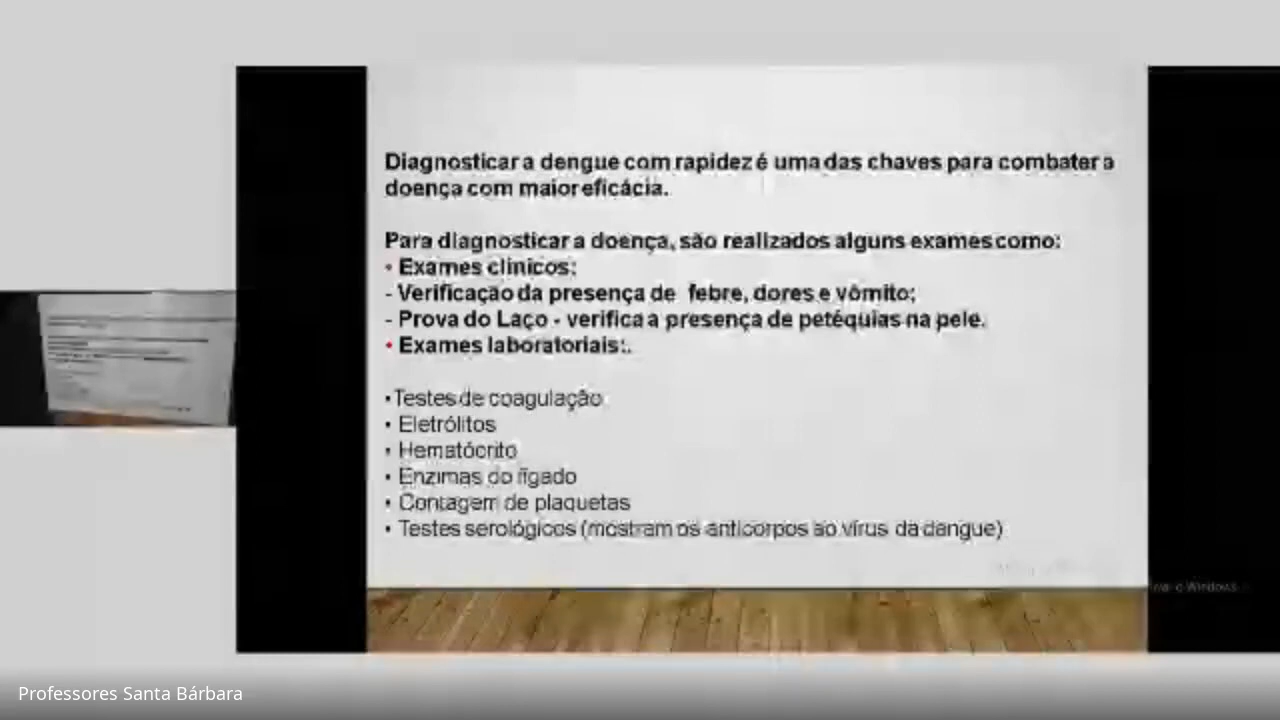 Diagnosticar a dengue com rapidez é uma das chaves para combater a
doença com maior eficácia.
Para diagnosticar a doença, são realizados alguns exames como:
• Exames clínicos:
- Verificação da presença de febre, dores e vômito;
- Prova do Laço - verifica a presença de petéquias na pele.
• Exames laboratoriais:.
• Testes de coagulação
• Eletrólitos
• Hematócrito
• Enzimas do fígado
• Contagem de plaquetas
• Testes serológicos (mostram os anticorpos ao vírus da dengue)
o Windows
Professores Santa Bárbara